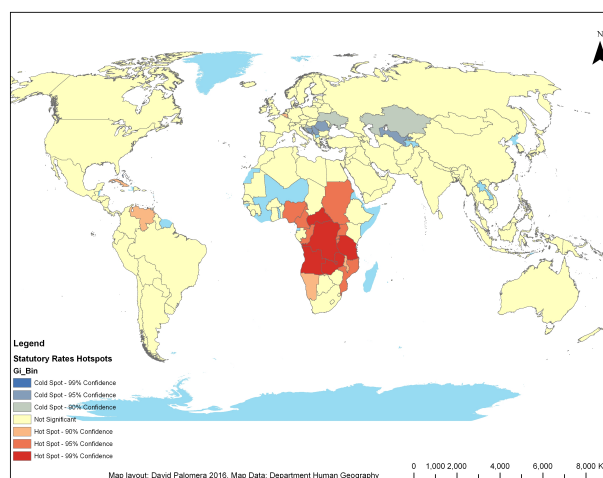 N
Legend
Statutory Rates Hotspots
Gi_Bin
Cold Spot - 99% Confidence
Cold Spot - 95% Confidence
Cold Spot - 90% Confidence
Not Significant
Hot Spot - 90% Confidence
Hot Spot - 95% Confidence
Hot Spot - 99% Confidence
Map layout: David Palomera 2016. Map Data: Department Human Geography
0 1,000 2,000 4,000 6,000 8,000 K